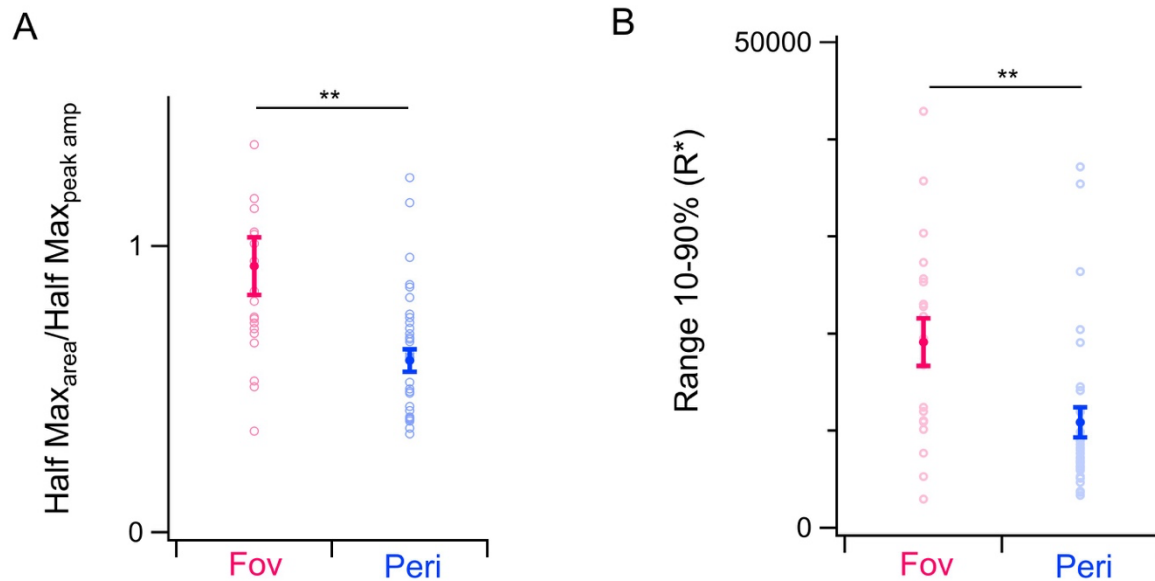 A
Half Max_area/Half Max_peak amp
**
1
0
Fov
Peri
B
Range 10-90% (R*)
50000
**
0
Fov
Peri